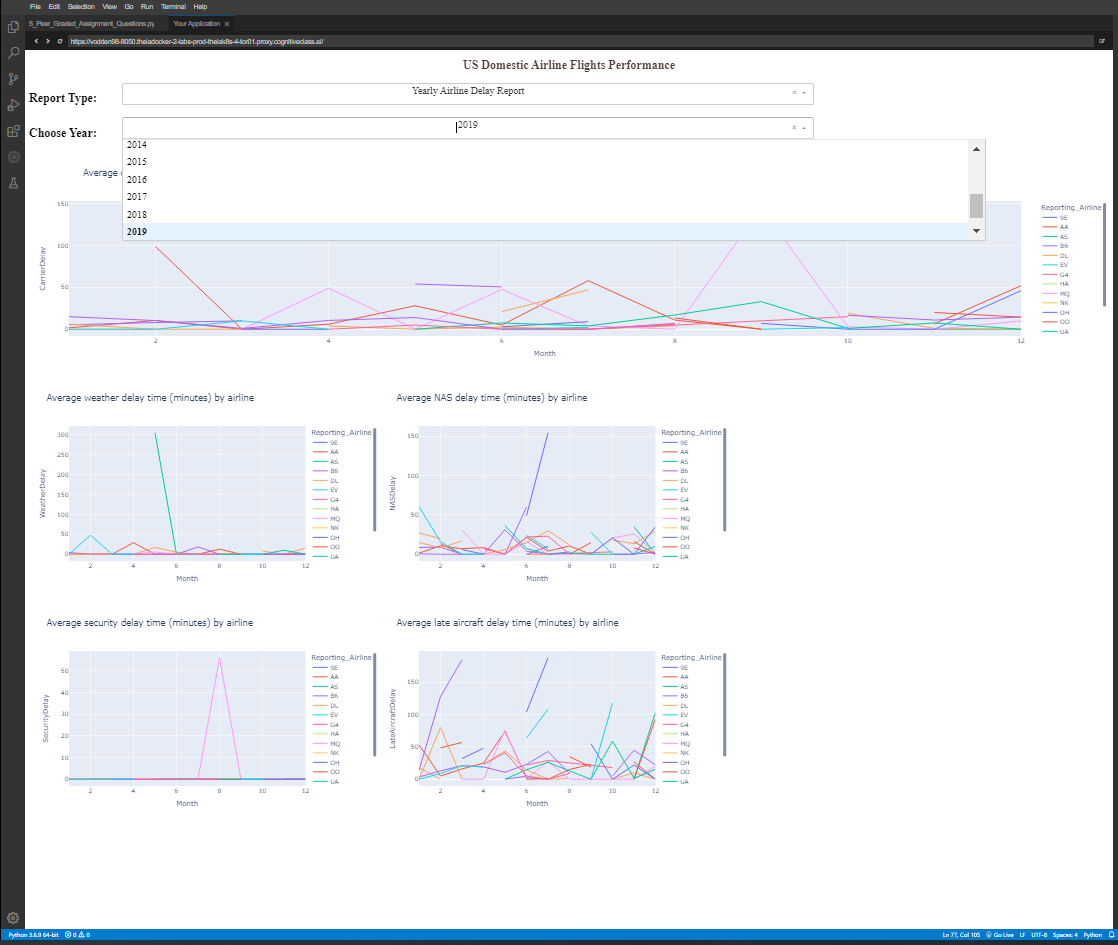 File Edit Selection View Go Run Terminal Help
5_Peer_Graded_Assignment_Questions.py Your Application ×
https://vodden98-8050.theiadocker-2-labs-prod-theiak8s-4-tor01.proxy.cognitiveclass.ai/
US Domestic Airline Flights Performance
Report Type:
Yearly Airline Delay Report ×
Choose Year:
2019 ×
2014
2015
2016
2017
2018
2019
Average
CarrierDelay
150
100
50
0
2 4 6 8 10 12
Month
Reporting_Airline
9E
AA
AS
B6
DL
EV
G4
HA
MQ
NK
OH
OO
UA
Average weather delay time (minutes) by airline
WeatherDelay
300
250
200
150
100
50
0
2 4 6 8 10 12
Month
Reporting_Airline
9E
AA
AS
B6
DL
EV
G4
HA
MQ
NK
OH
OO
UA
Average NAS delay time (minutes) by airline
NASDelay
150
100
50
0
2 4 6 8 10 12
Month
Reporting_Airline
9E
AA
AS
B6
DL
EV
G4
HA
MQ
NK
OH
OO
UA
Average security delay time (minutes) by airline
SecurityDelay
50
40
30
20
10
0
2 4 6 8 10 12
Month
Reporting_Airline
9E
AA
AS
B6
DL
EV
G4
HA
MQ
NK
OH
OO
UA
Average late aircraft delay time (minutes) by airline
LateAircraftDelay
150
100
50
0
2 4 6 8 10 12
Month
Reporting_Airline
9E
AA
AS
B6
DL
EV
G4
HA
MQ
NK
OH
OO
UA
Python 3.6.9 64-bit 0 0 Ln 77, Col 105 Go Live LF UTF-8 Spaces: 4 Python